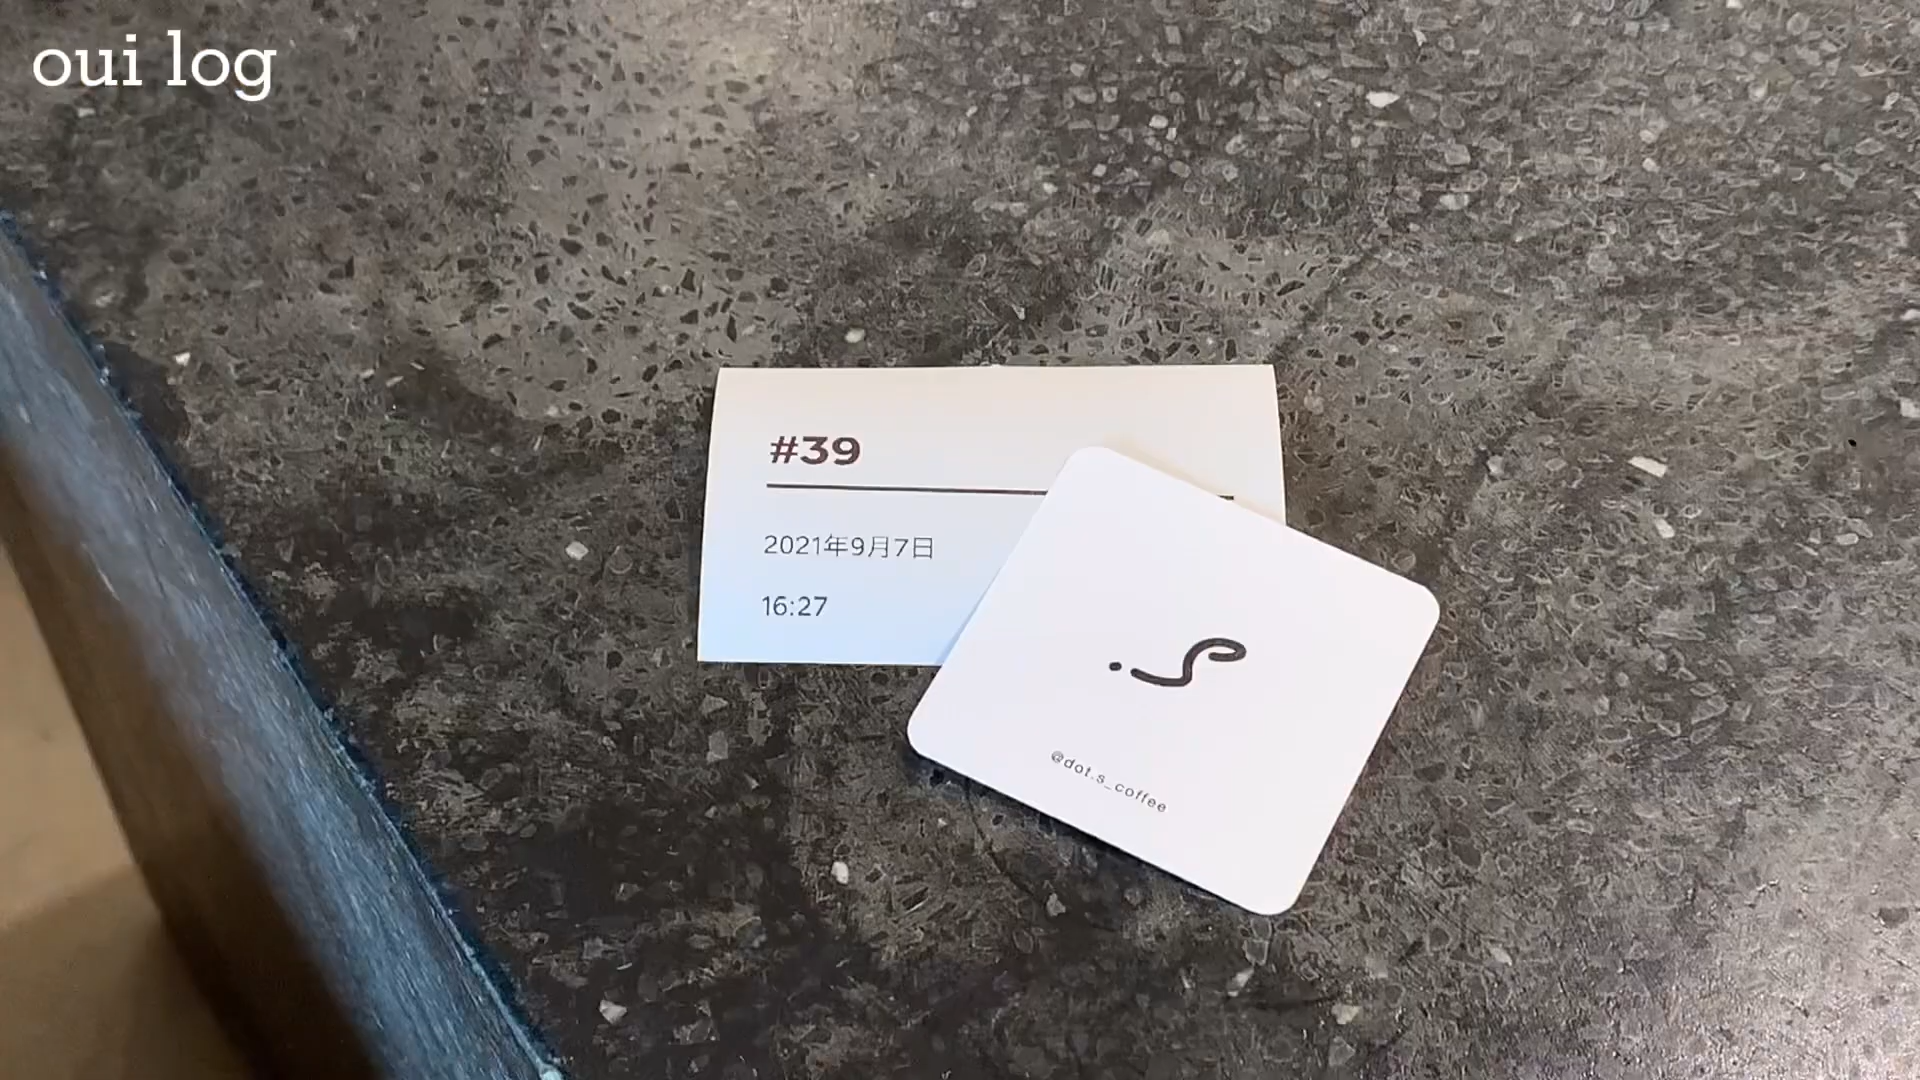 oui log
#39
2021年9月7日
16:27
.s
@dot.s_coffee